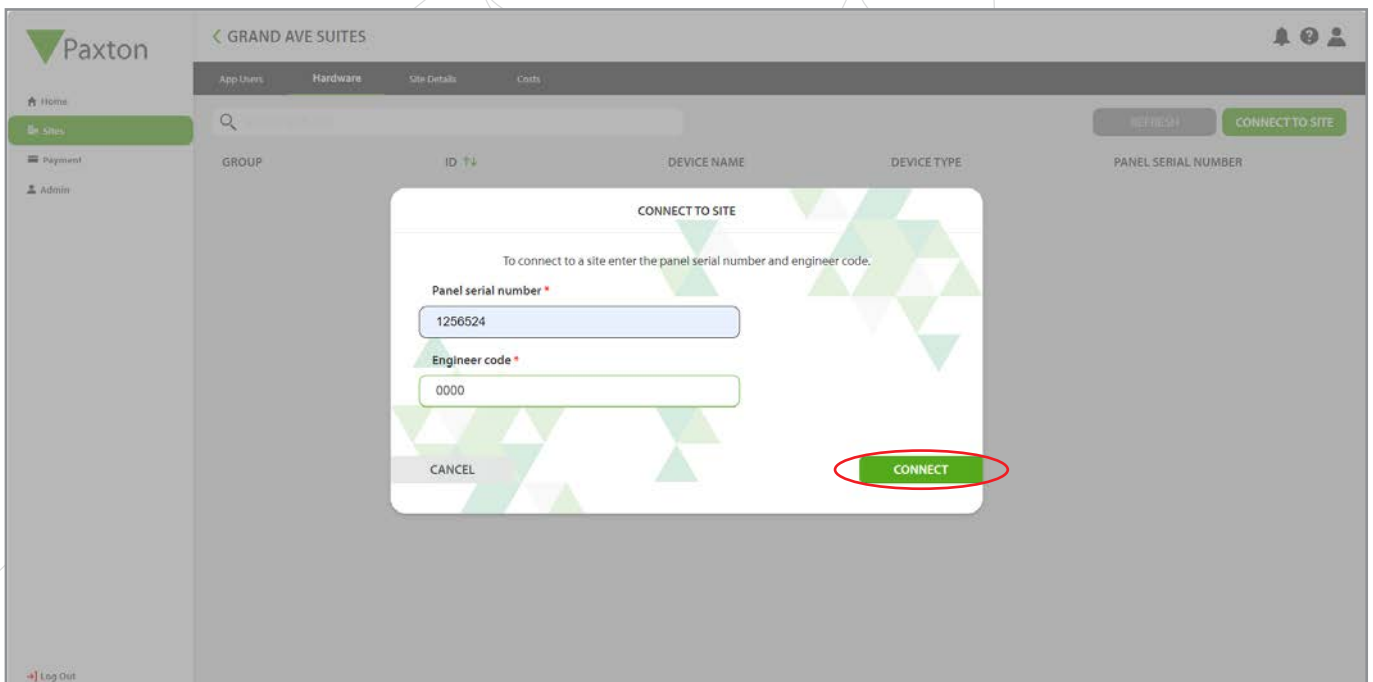 Paxton
GRAND AVE SUITES
App Users Hardware Site Details Costs
Home
Sites
Payment
Admin
REFRESH CONNECT TO SITE
GROUP ID DEVICE NAME DEVICE TYPE PANEL SERIAL NUMBER
CONNECT TO SITE
To connect to a site enter the panel serial number and engineer code.
Panel serial number *
1256524
Engineer code *
0000
CANCEL CONNECT
Log Out